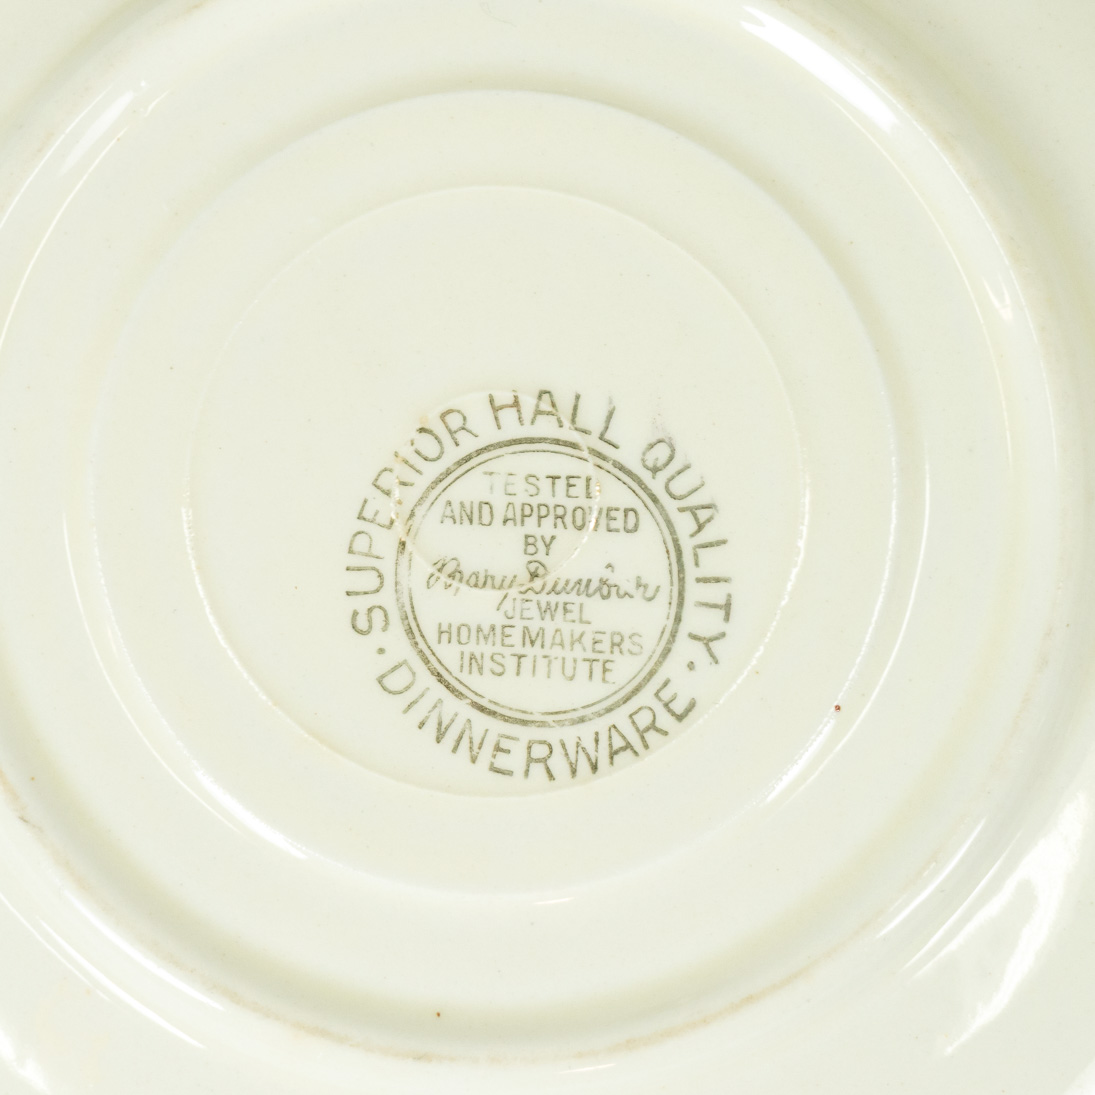 SUPERIOR HALL QUALITY
· DINNERWARE ·
TESTED
AND APPROVED
BY
Mary Dunbar
JEWEL
HOMEMAKERS
INSTITUTE